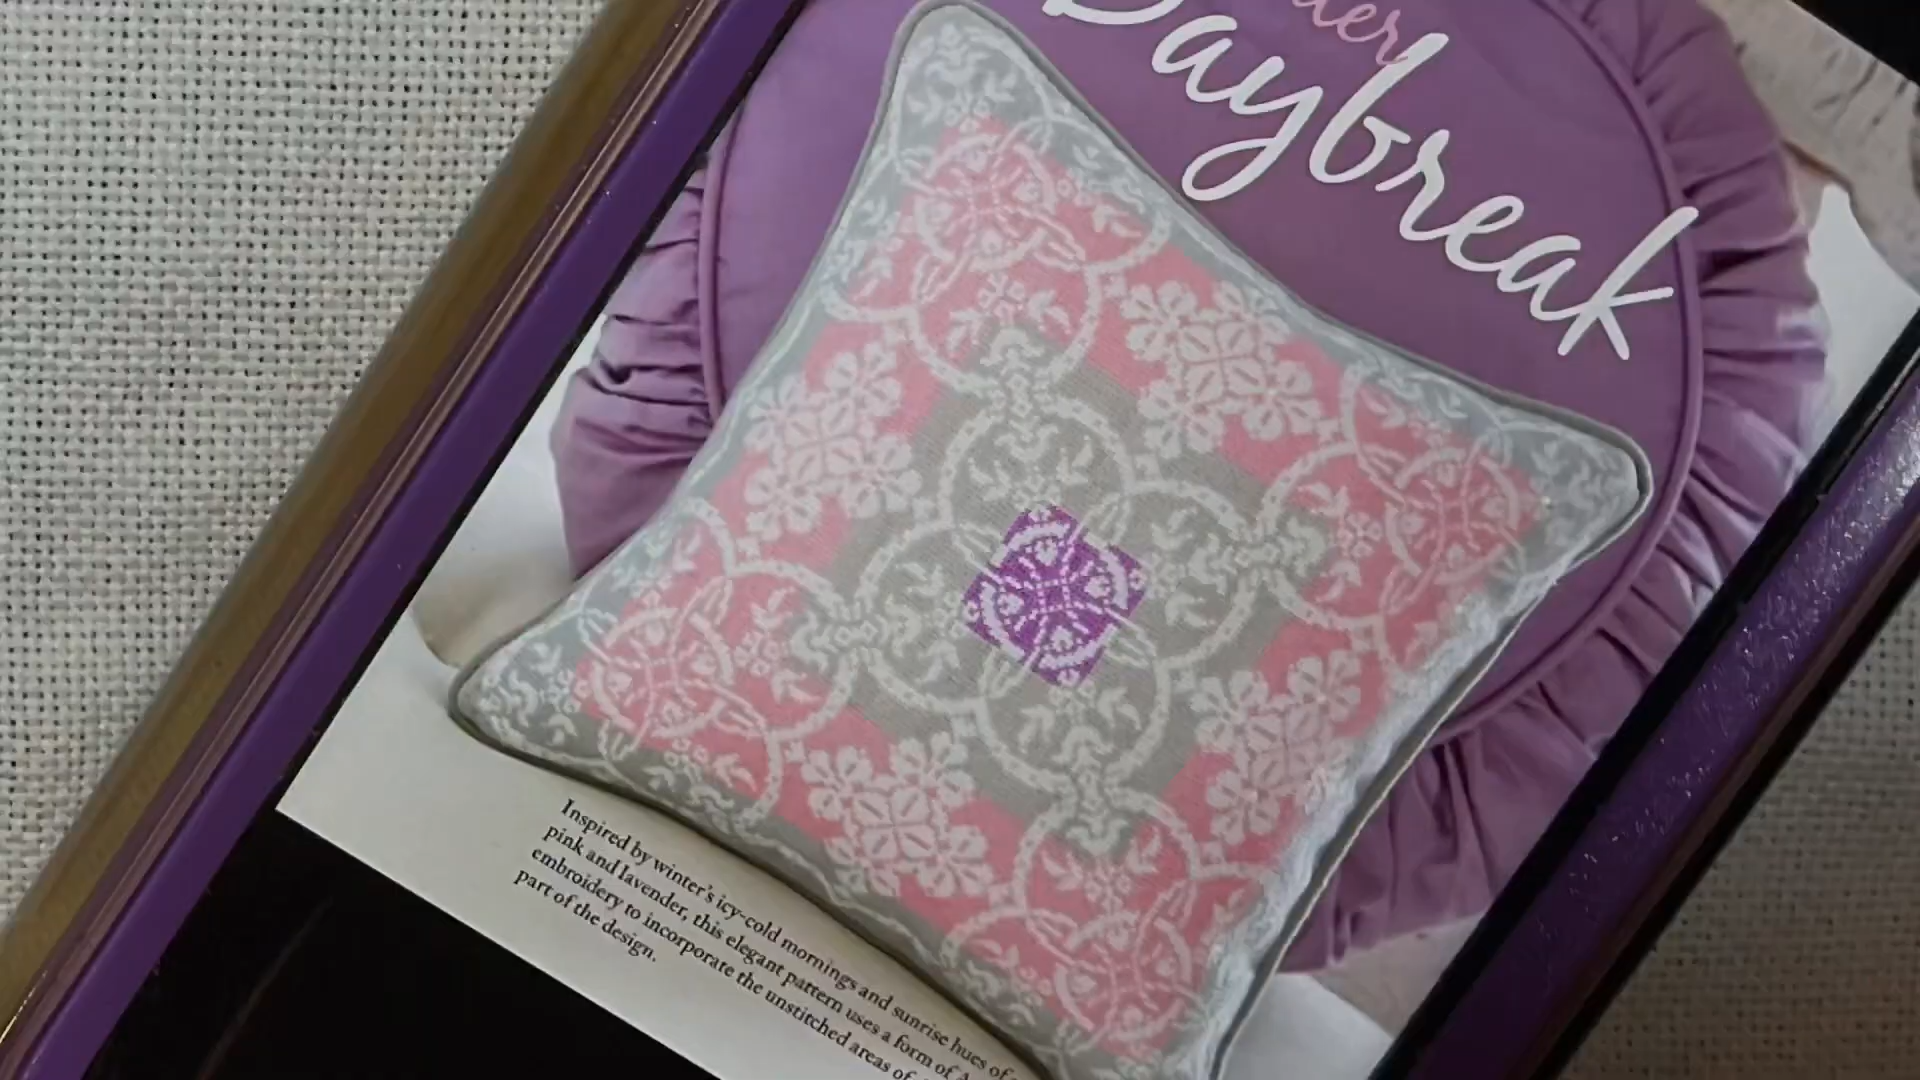 Daybreak
Inspired by winter's icy-cold mornings and sunrise hues of
pink and lavender, this elegant pattern uses a form of
embroidery to incorporate the unstitched areas of
part of the design.